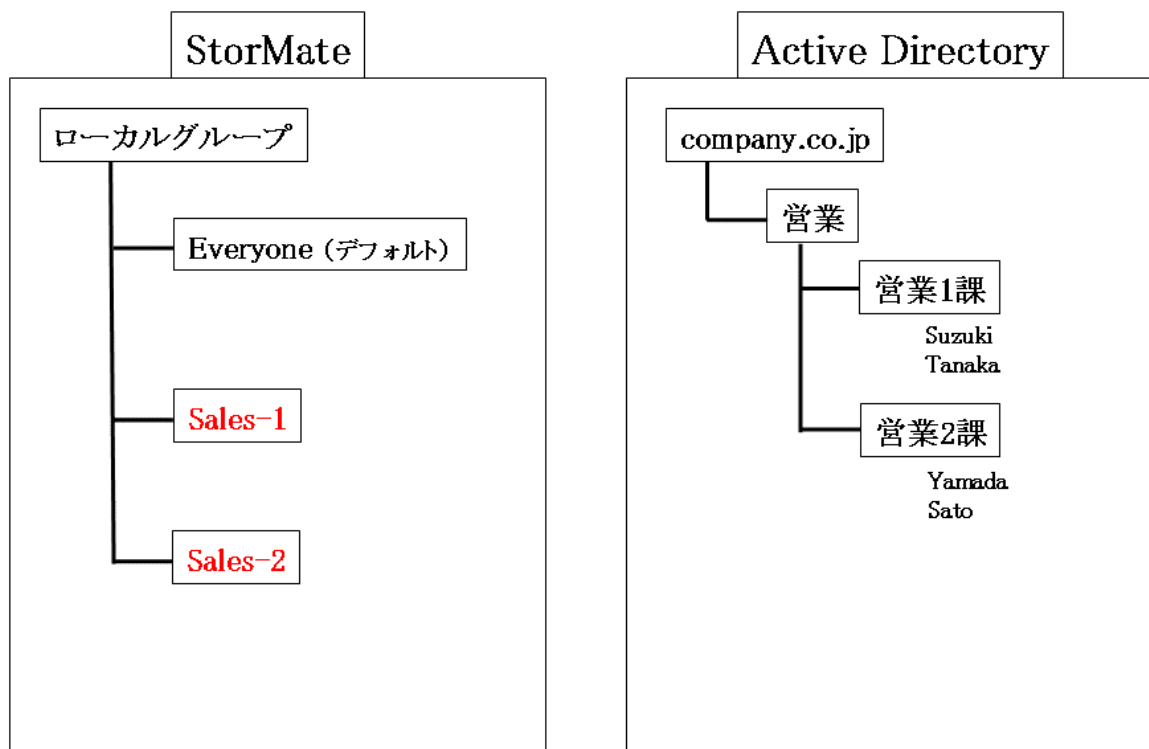 StorMate
ローカルグループ
Everyone（デフォルト）
Sales-1
Sales-2
Active Directory
company.co.jp
営業
営業1課
Suzuki
Tanaka
営業2課
Yamada
Sato